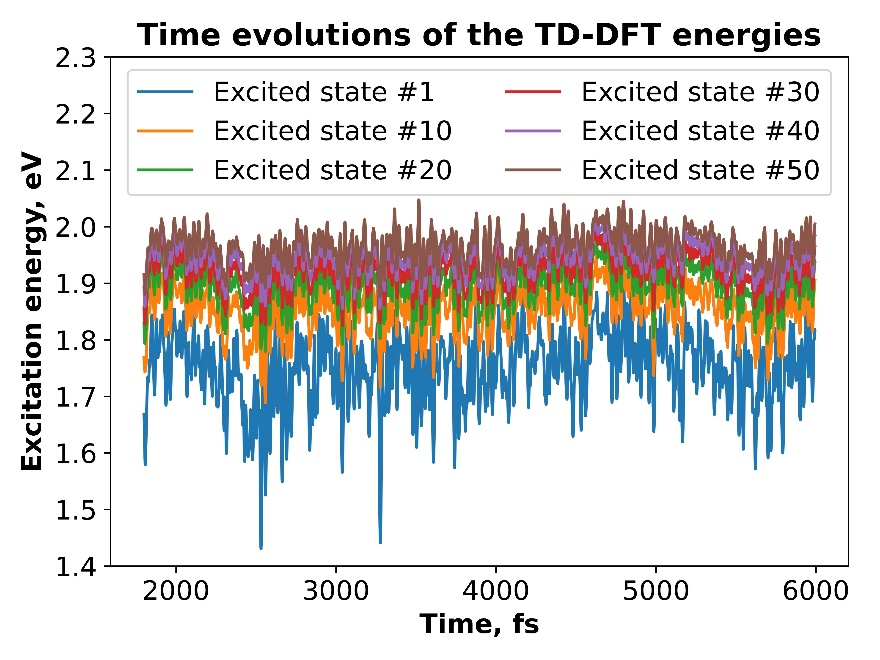 Time evolutions of the TD-DFT energies
Excited state #1
Excited state #10
Excited state #20
Excited state #30
Excited state #40
Excited state #50
Excitation energy, eV
2.3
2.2
2.1
2.0
1.9
1.8
1.7
1.6
1.5
1.4
2000 3000 4000 5000 6000
Time, fs